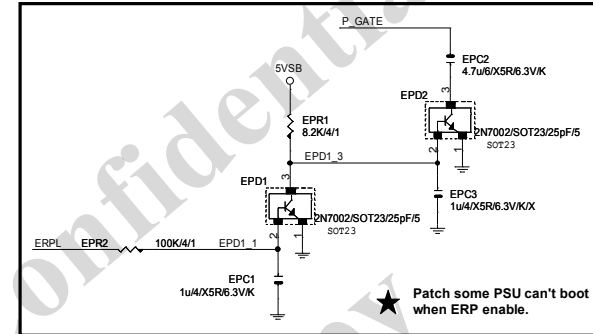 P_GATE
EPC2
4.7u/6/X5R/6.3V/K
5VSB
3
EPD2
EPR1
8.2K/4/1
2N7002/SOT23/25pF/5
SOT23
2
1
EPD1_3
3
EPD1
EPC3
1u/4/X5R/6.3V/K/X
2N7002/SOT23/25pF/5
SOT23
2
1
ERPL
EPR2
100K/4/1
EPD1_1
EPC1
1u/4/X5R/6.3V/K
Patch some PSU can't boot
when ERP enable.
onfidentia